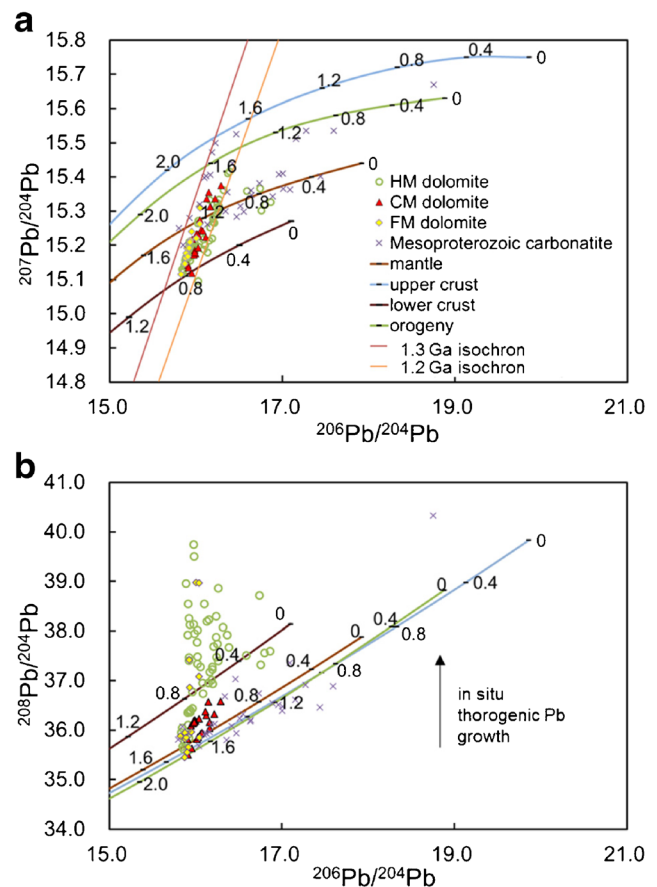 a
15.8
15.7
15.6
15.5
15.4
15.3
15.2
15.1
15.0
14.9
14.8
207Pb/204Pb
15.0 17.0 19.0 21.0
206Pb/204Pb
2.0 1.6 1.2 0.8 0.4 0
2.0 1.6 1.2 0.8 0.4 0
1.6 1.2 0.8 0.4 0
1.2 0.8 0.4 0
HM dolomite
CM dolomite
FM dolomite
Mesoproterozoic carbonatite
mantle
upper crust
lower crust
orogeny
1.3 Ga isochron
1.2 Ga isochron
b
41.0
40.0
39.0
38.0
37.0
36.0
35.0
34.0
208Pb/204Pb
15.0 17.0 19.0 21.0
206Pb/204Pb
1.2 0.8 0.4 0
1.6 0.8 0.4 0
2.0 1.6 1.2 0.8 0.4 0
0.8 0.4 0
in situ
thorogenic Pb
growth